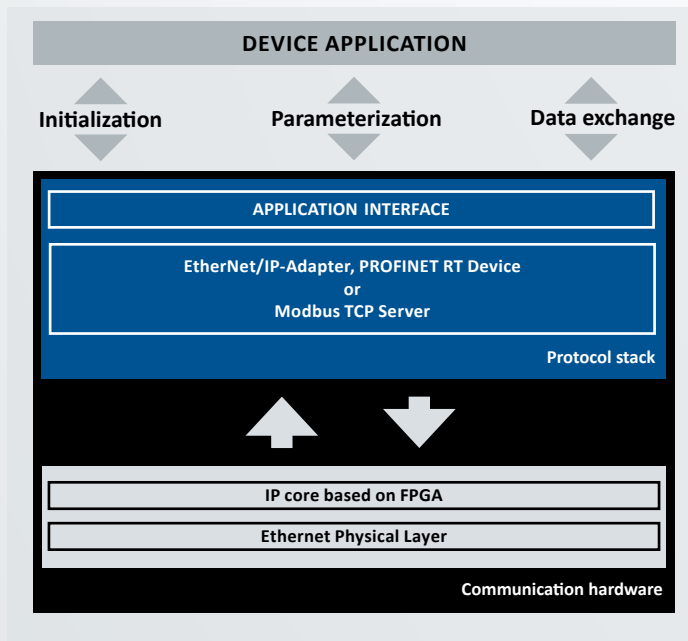 DEVICE APPLICATION
Initialization
Parameterization
Data exchange
APPLICATION INTERFACE
EtherNet/IP-Adapter, PROFINET RT Device
or
Modbus TCP Server
Protocol stack
IP core based on FPGA
Ethernet Physical Layer
Communication hardware